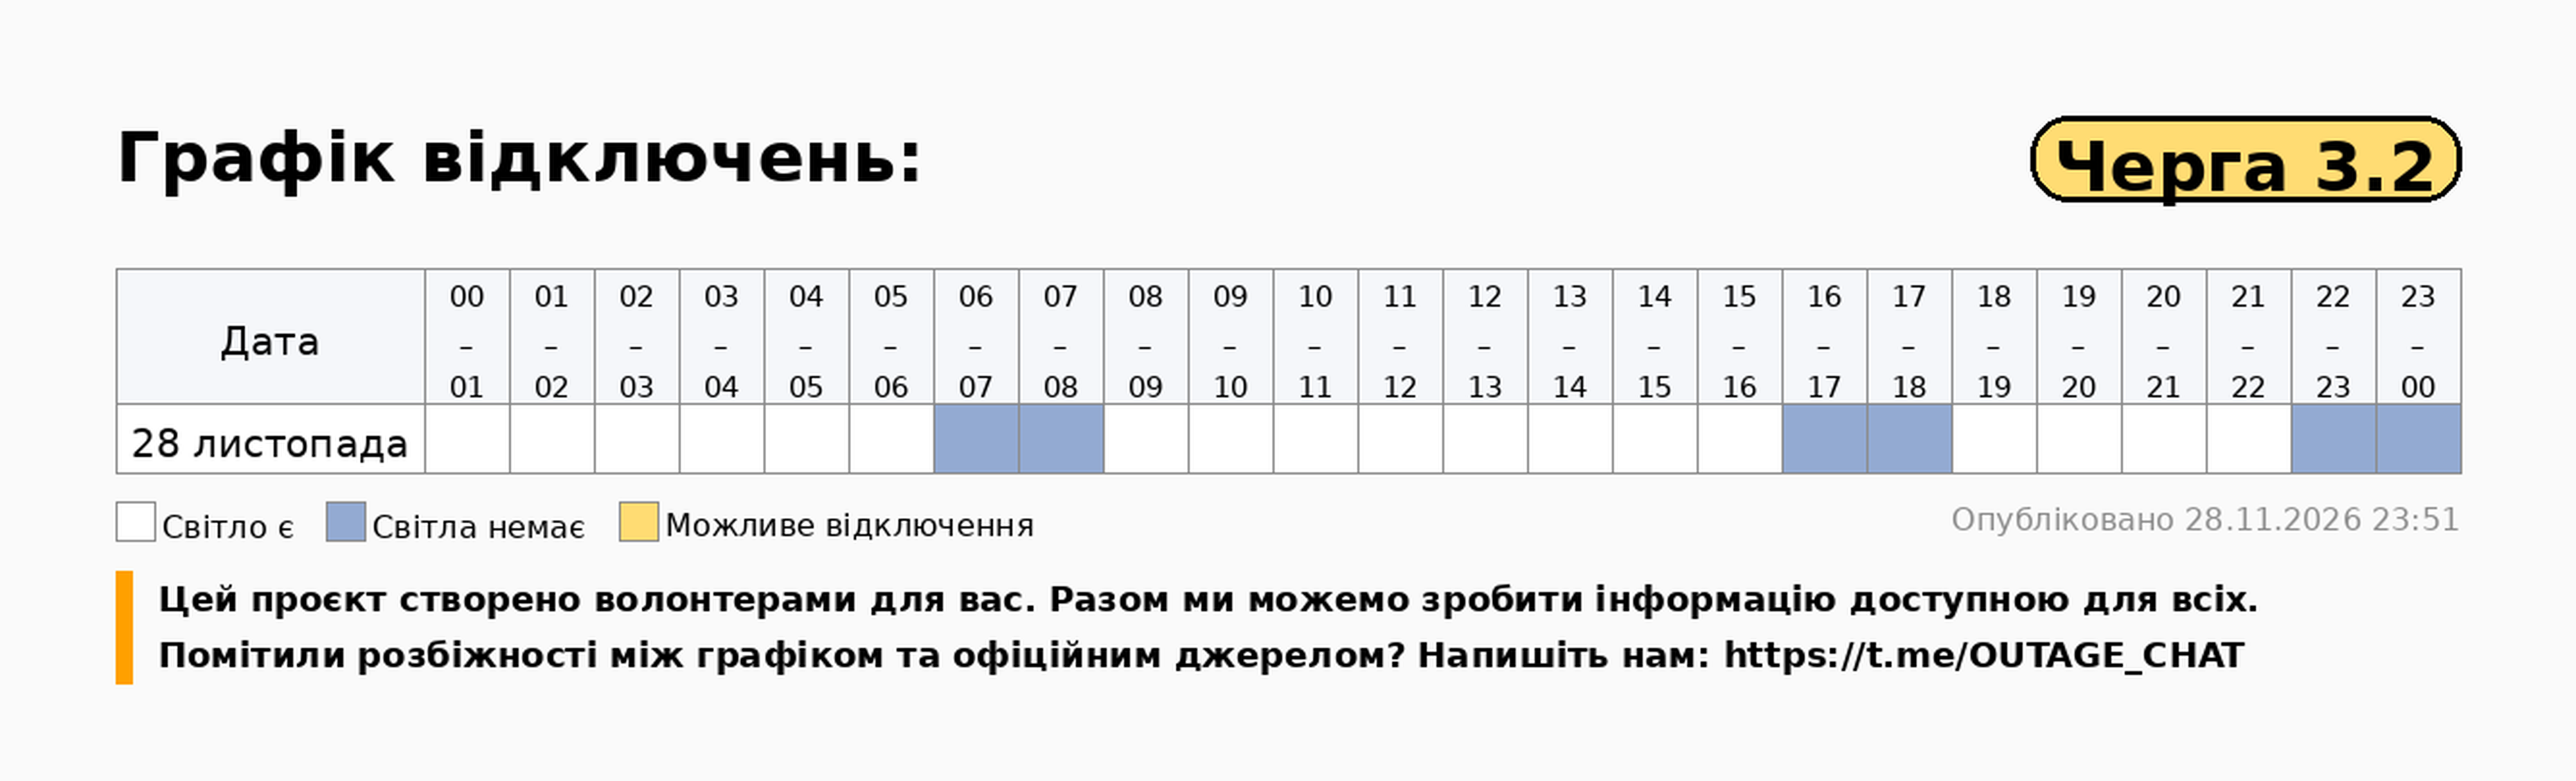 Графік відключень:
Черга 3.2
Дата
00 – 01
01 – 02
02 – 03
03 – 04
04 – 05
05 – 06
06 – 07
07 – 08
08 – 09
09 – 10
10 – 11
11 – 12
12 – 13
13 – 14
14 – 15
15 – 16
16 – 17
17 – 18
18 – 19
19 – 20
20 – 21
21 – 22
22 – 23
23 – 00
28 листопада
Світло є
Світла немає
Можливе відключення
Опубліковано 28.11.2026 23:51
Цей проєкт створено волонтерами для вас. Разом ми можемо зробити інформацію доступною для всіх.
Помітили розбіжності між графіком та офіційним джерелом? Напишіть нам: https://t.me/OUTAGE_CHAT